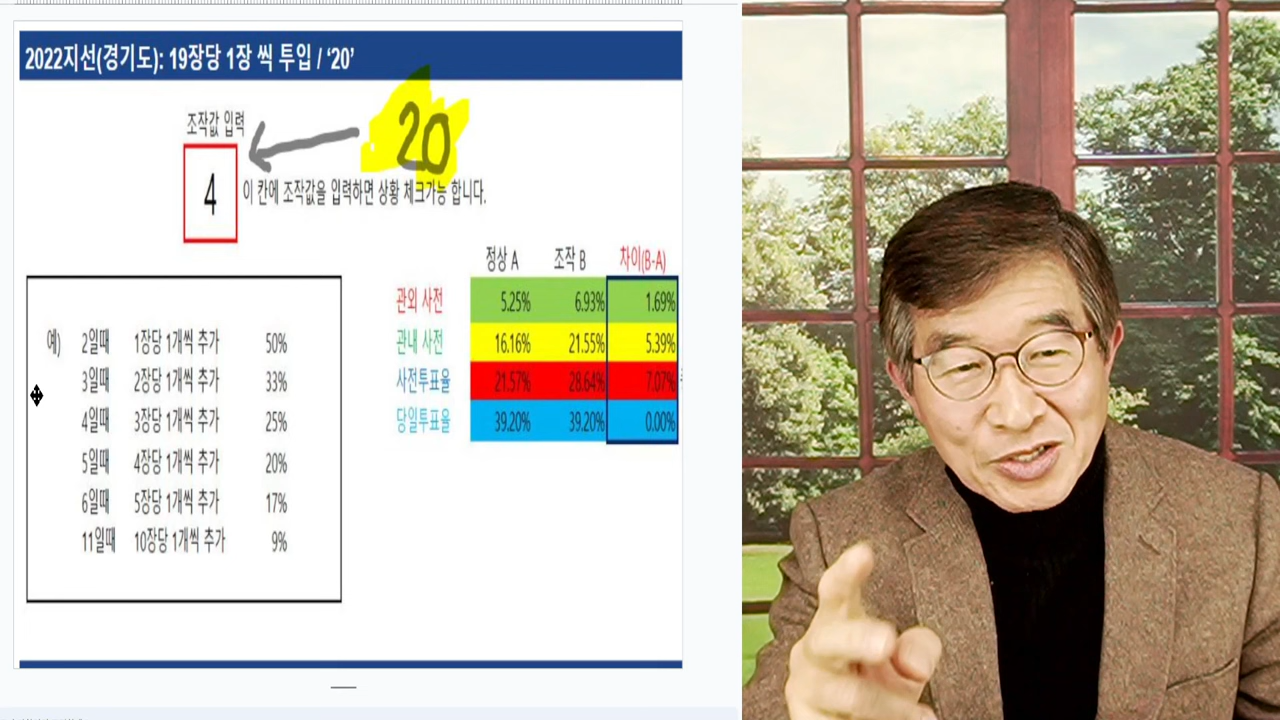 2022지선(경기도): 19장당 1장 씩 투입 / '20'
조작값 입력
20
4
이 칸에 조작값을 입력하면 상황 체크가능 합니다.
정상 A 조작 B 차이(B-A)
관외 사전 5.25% 6.93% 1.69%
관내 사전 16.16% 21.55% 5.39%
사전투표율 21.57% 28.64% 7.07%
당일투표율 39.20% 39.20% 0.00%
예) 2일때 1장당 1개씩 추가 50%
3일때 2장당 1개씩 추가 33%
4일때 3장당 1개씩 추가 25%
5일때 4장당 1개씩 추가 20%
6일때 5장당 1개씩 추가 17%
11일때 10장당 1개씩 추가 9%